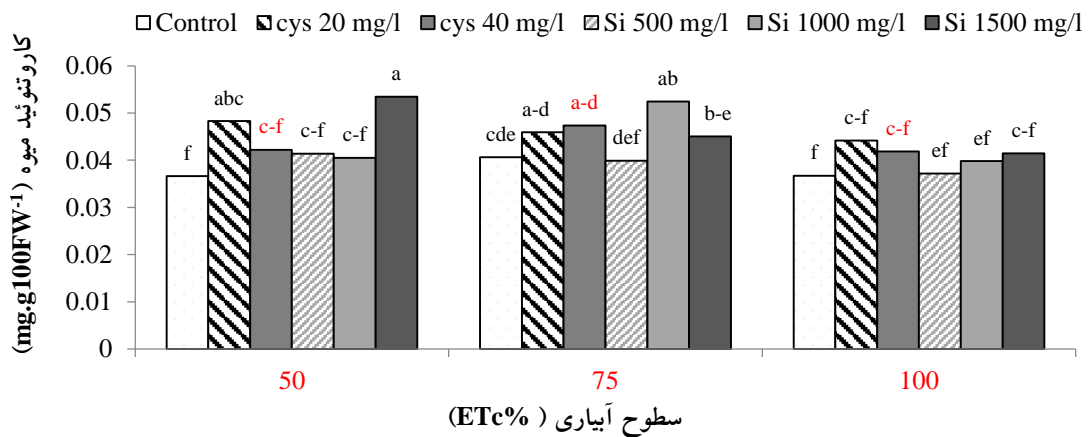 Control cys 20 mg/l cys 40 mg/l Si 500 mg/l Si 1000 mg/l Si 1500 mg/l
کاروتنوئید میوه (mg.g100FW-1)
0.06
0.05
0.04
0.03
0.02
0.01
0
f abc c-f c-f c-f a
cde a-d a-d def ab b-e
f c-f c-f ef ef c-f
50 75 100
سطوح آبیاری ( ETc%)